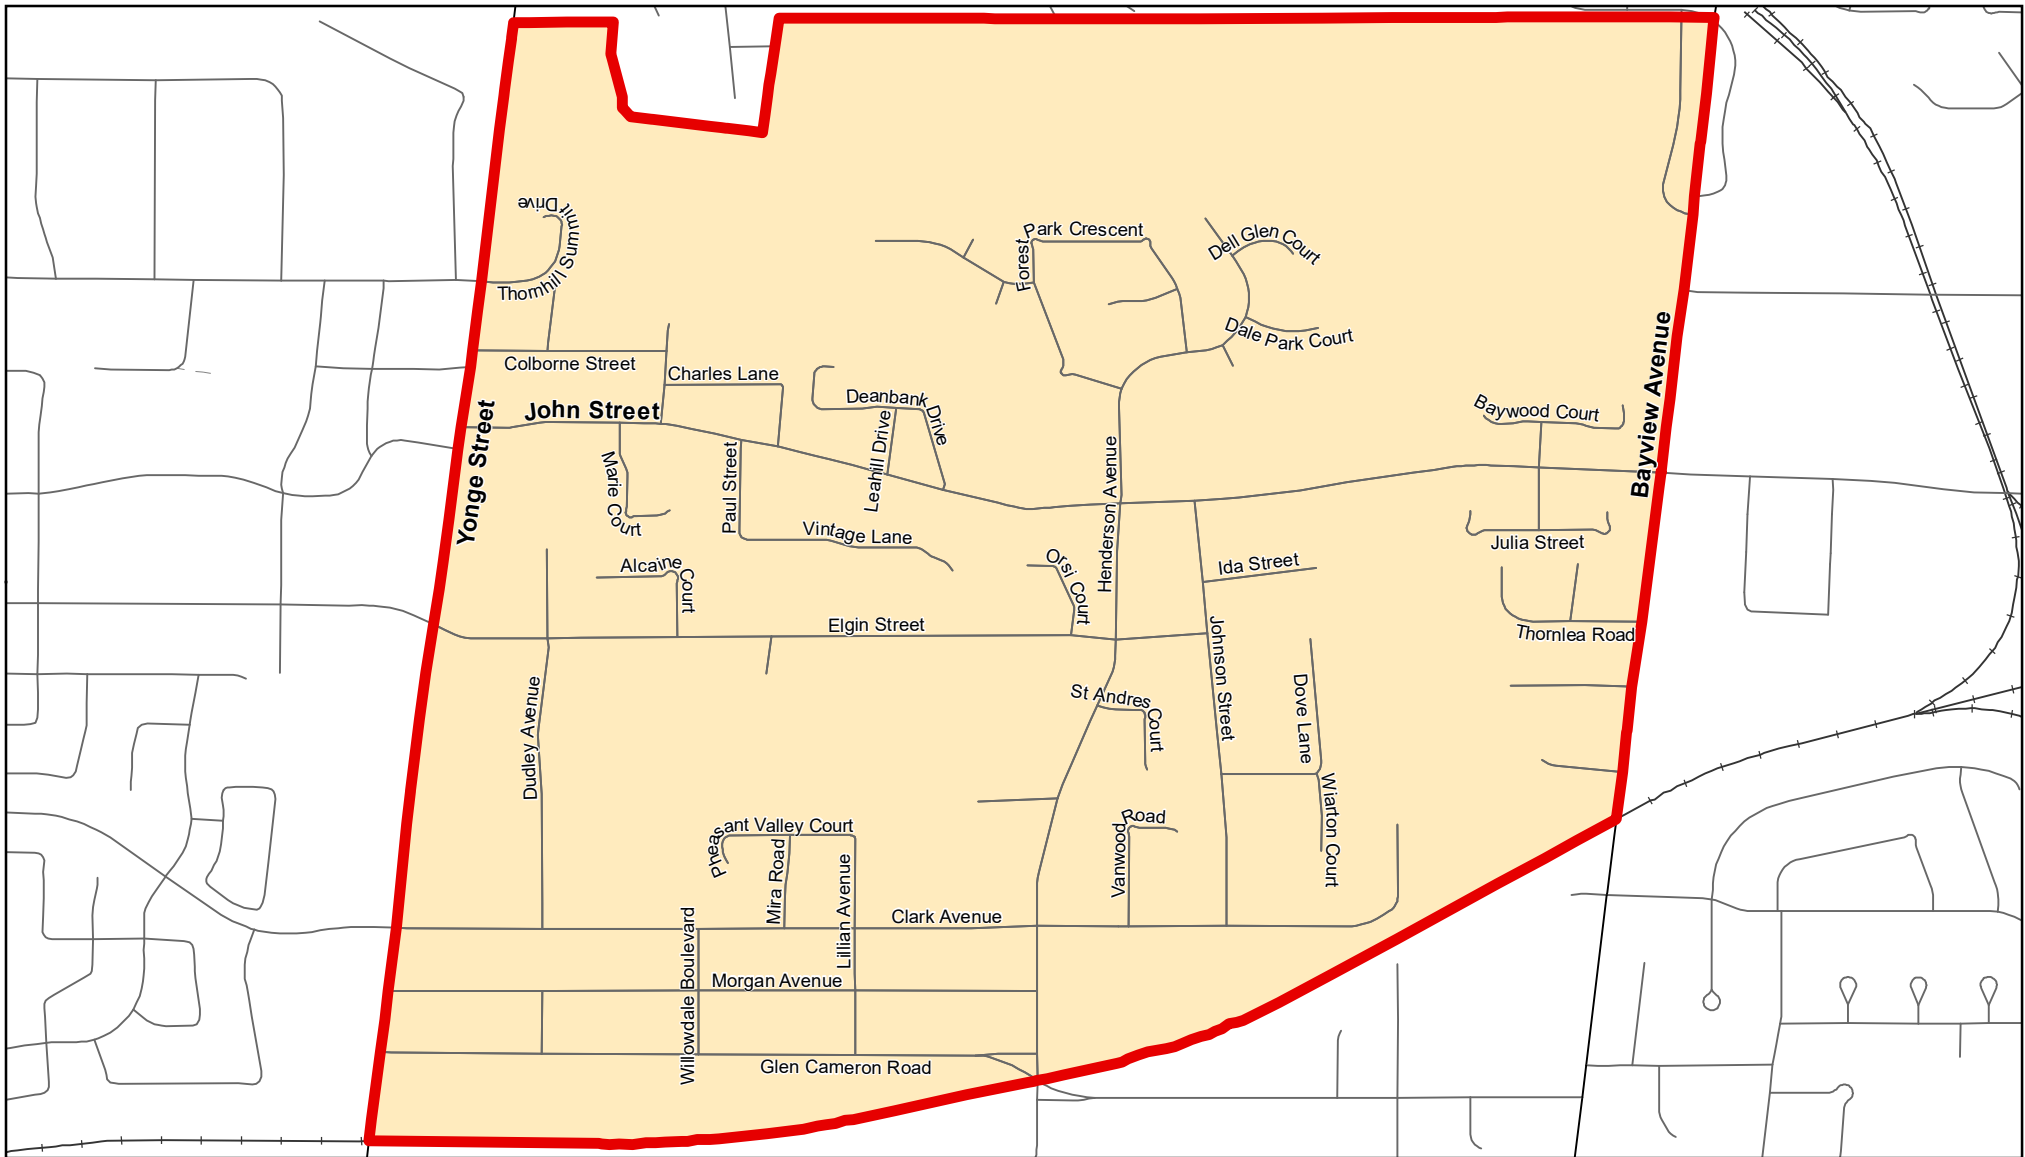 Thornhill Summit Drive
Forest Park Crescent
Dell Glen Court
Dale Park Court
Colborne Street
Charles Lane
John Street
Deanbank Drive
Leahill Drive
Baywood Court
Bayview Avenue
Yonge Street
Marie Court
Paul Street
Vintage Lane
Henderson Avenue
Julia Street
Alcaine Court
Orsi Court
Ida Street
Elgin Street
Johnson Street
Thornlea Road
Dudley Avenue
St Andres Court
Dove Lane
Pheasant Valley Court
Mira Road
Lillian Avenue
Vanwood Road
Wiarton Court
Clark Avenue
Willowdale Boulevard
Morgan Avenue
Glen Cameron Road